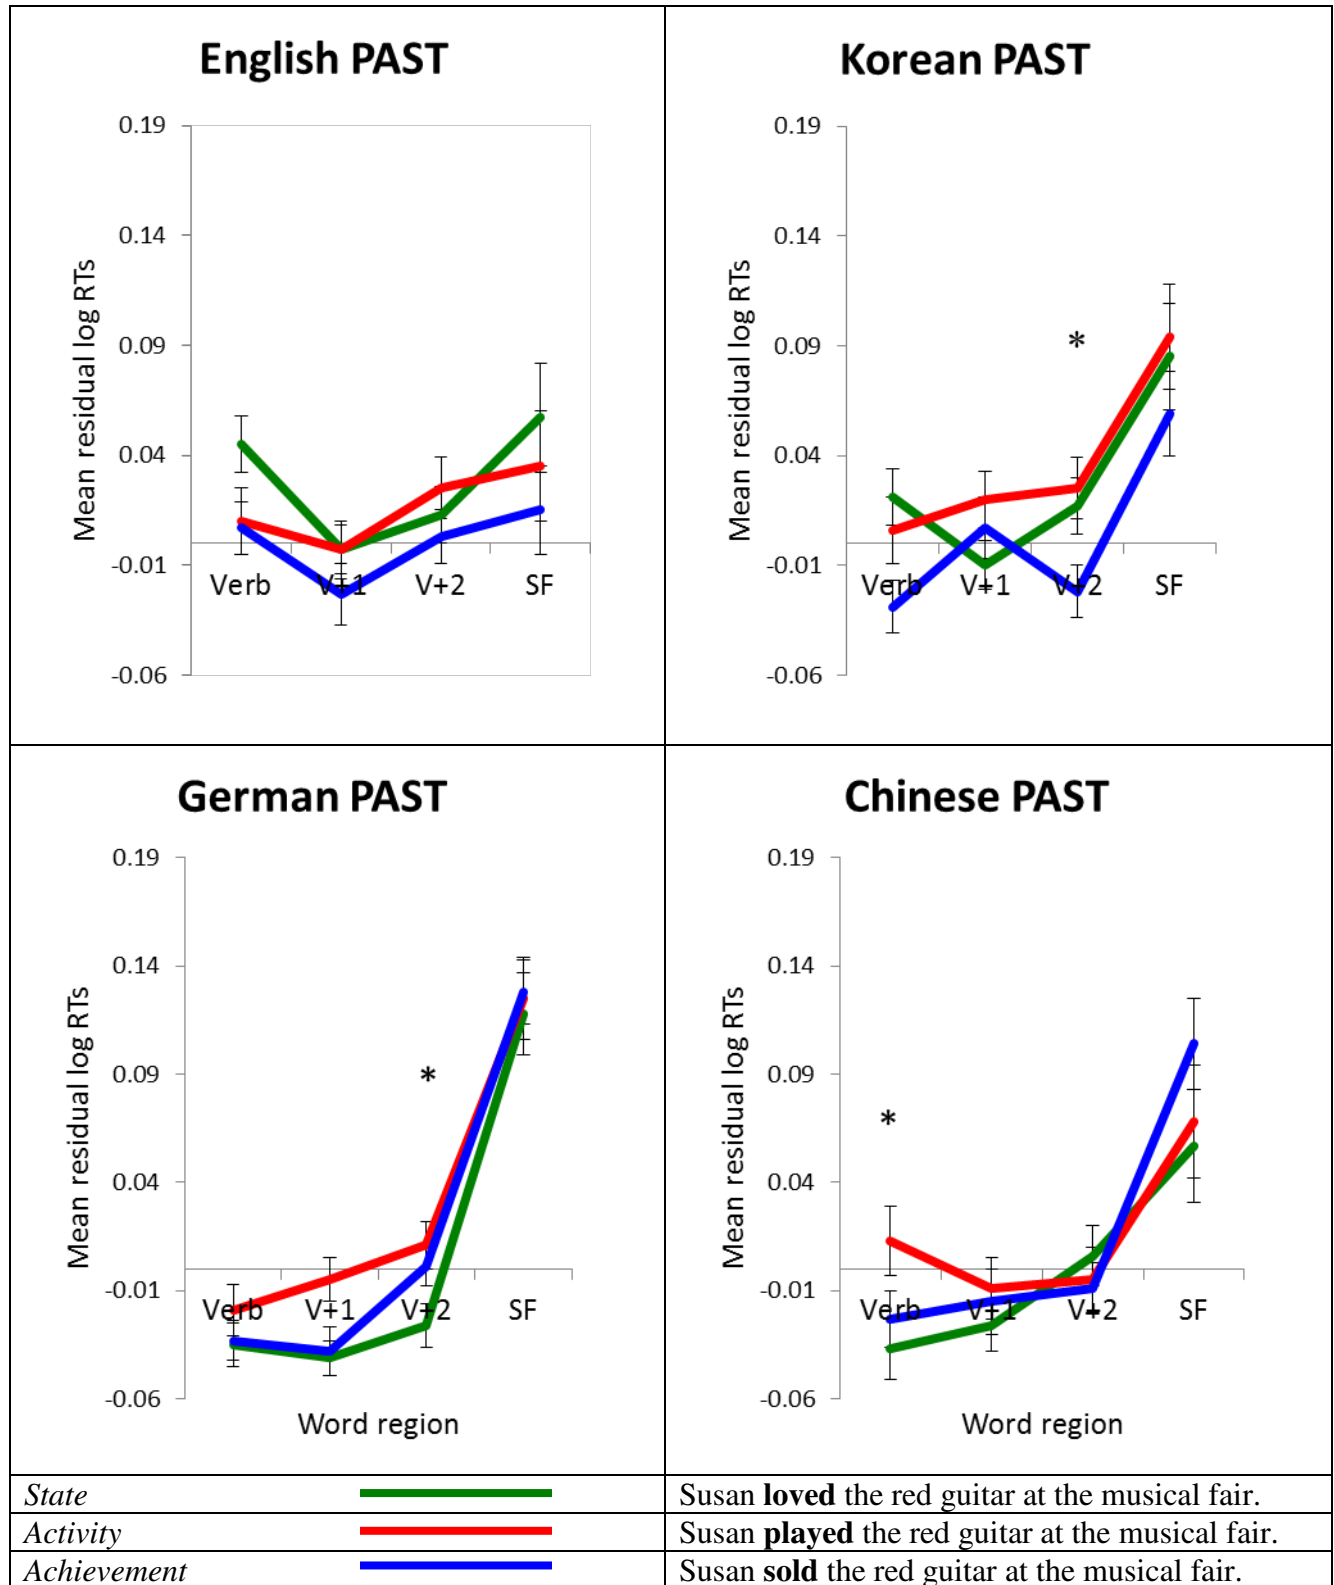 English PAST
Mean residual log RTs
0.19
0.14
0.09
0.04
-0.01
-0.06
Verb V+1 V+2 SF
Korean PAST
Mean residual log RTs
0.19
0.14
0.09
0.04
-0.01
-0.06
*
Verb V+1 V+2 SF
German PAST
Mean residual log RTs
0.19
0.14
0.09
0.04
-0.01
-0.06
*
Verb V+1 V+2 SF
Word region
Chinese PAST
Mean residual log RTs
0.19
0.14
0.09
0.04
-0.01
-0.06
*
Verb V+1 V+2 SF
Word region
State Susan loved the red guitar at the musical fair.
Activity Susan played the red guitar at the musical fair.
Achievement Susan sold the red guitar at the musical fair.